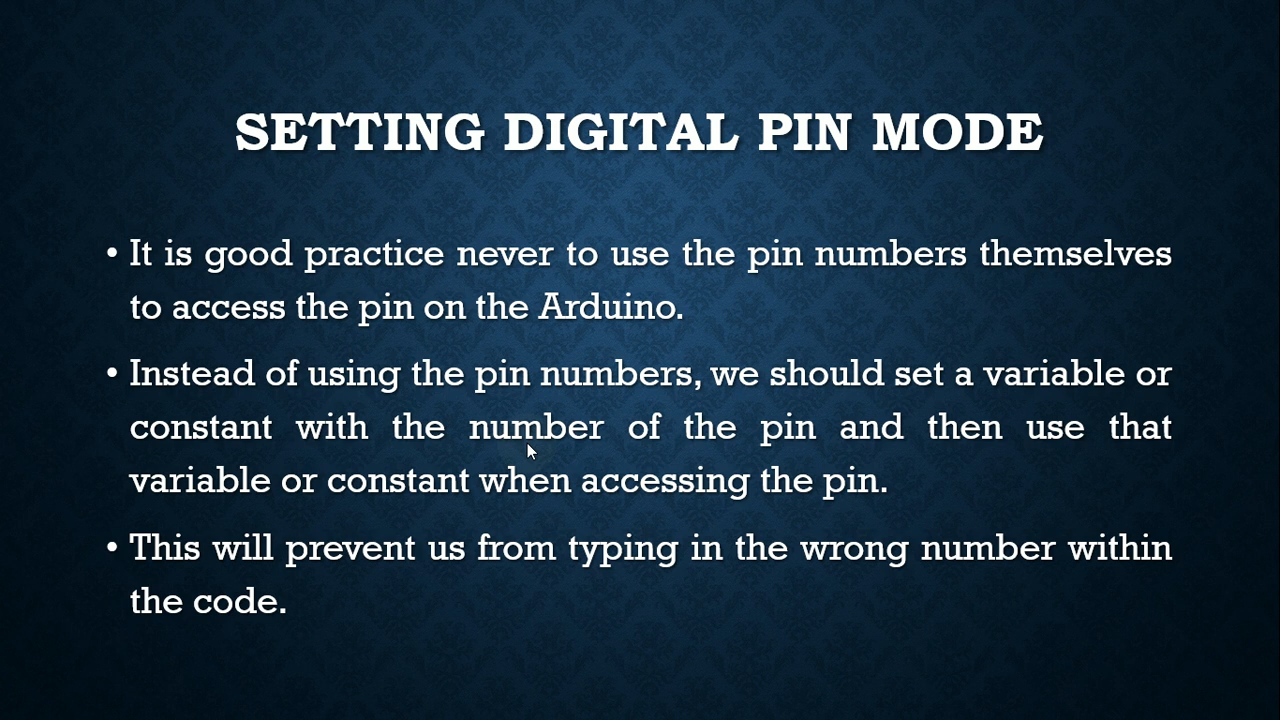 SETTING DIGITAL PIN MODE
• It is good practice never to use the pin numbers themselves
to access the pin on the Arduino.
• Instead of using the pin numbers, we should set a variable or
constant with the number of the pin and then use that
variable or constant when accessing the pin.
• This will prevent us from typing in the wrong number within
the code.